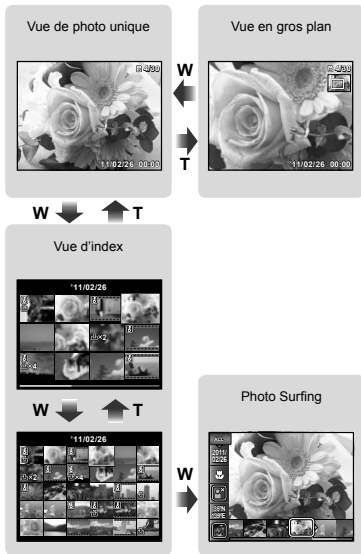 Vue de photo unique
Vue en gros plan
4/30
'11/02/26 00:00
W
T
4/30
'11/02/26 00:00
W T
Vue d'index
'11/02/26
×2
×4
W T
'11/02/26
×2 ×4
W
Photo Surfing
ALL
2011/
02/26